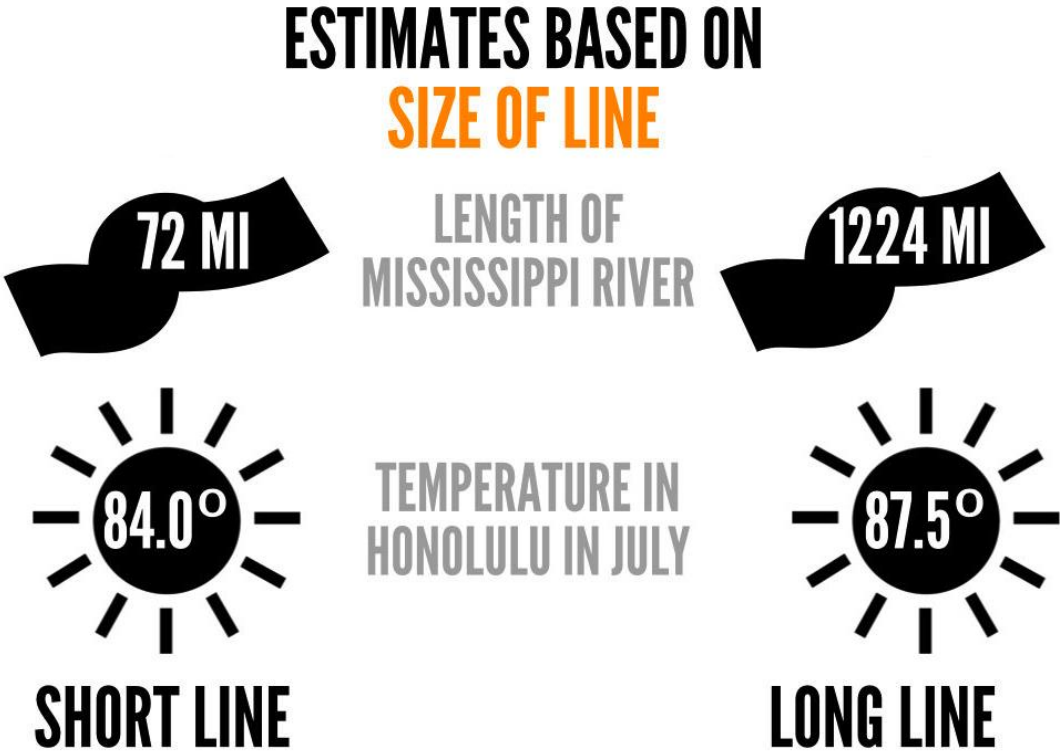 ESTIMATES BASED ON
SIZE OF LINE
72 MI
LENGTH OF
MISSISSIPPI RIVER
1224 MI
84.0°
TEMPERATURE IN
HONOLULU IN JULY
87.5°
SHORT LINE
LONG LINE